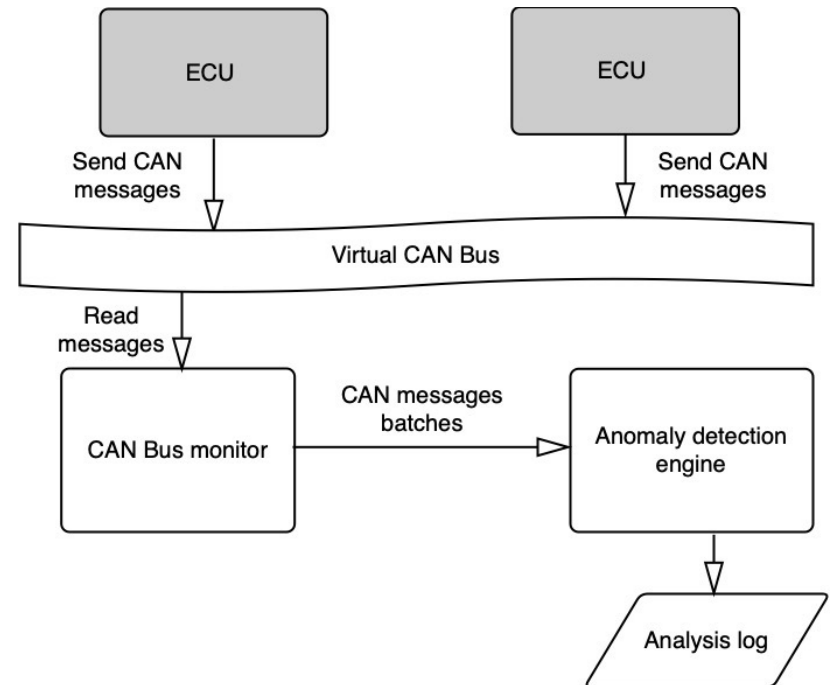 ECU
ECU
Send CAN
messages
Send CAN
messages
Virtual CAN Bus
Read
messages
CAN Bus monitor
CAN messages
batches
Anomaly detection
engine
Analysis log